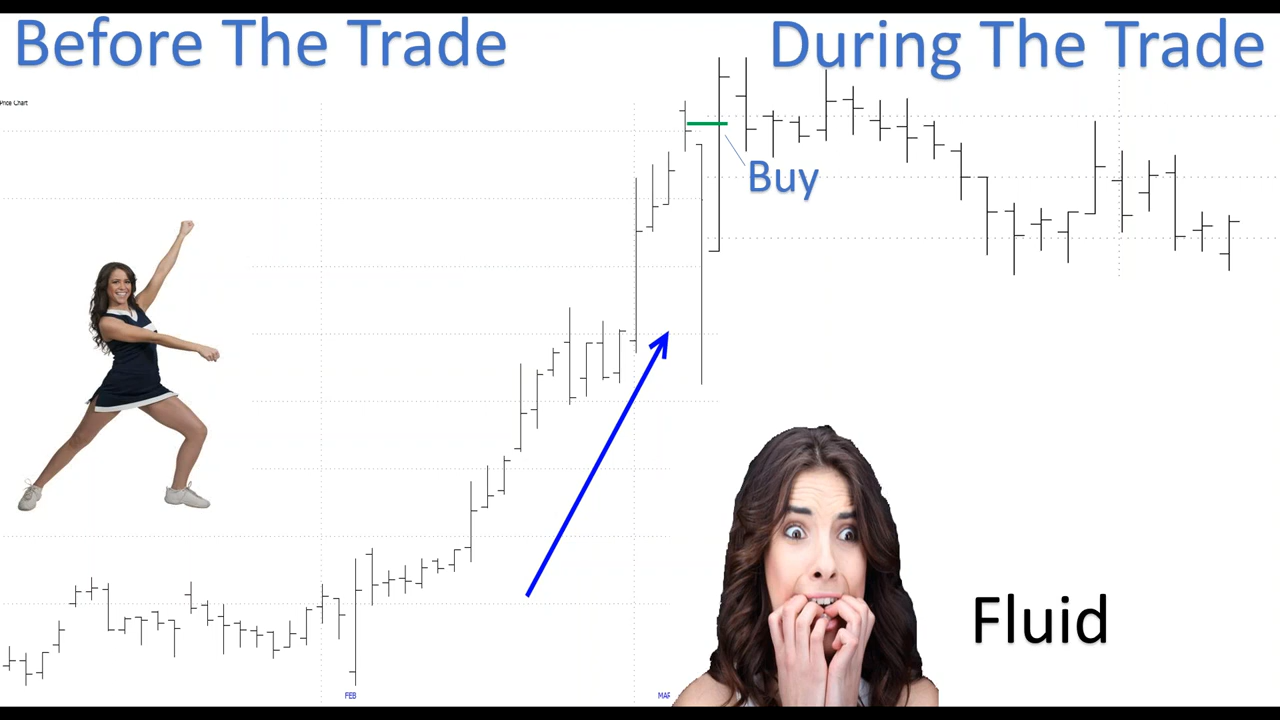 Before The Trade
During The Trade
Price Chart
Buy
Fluid
FEB
MAR